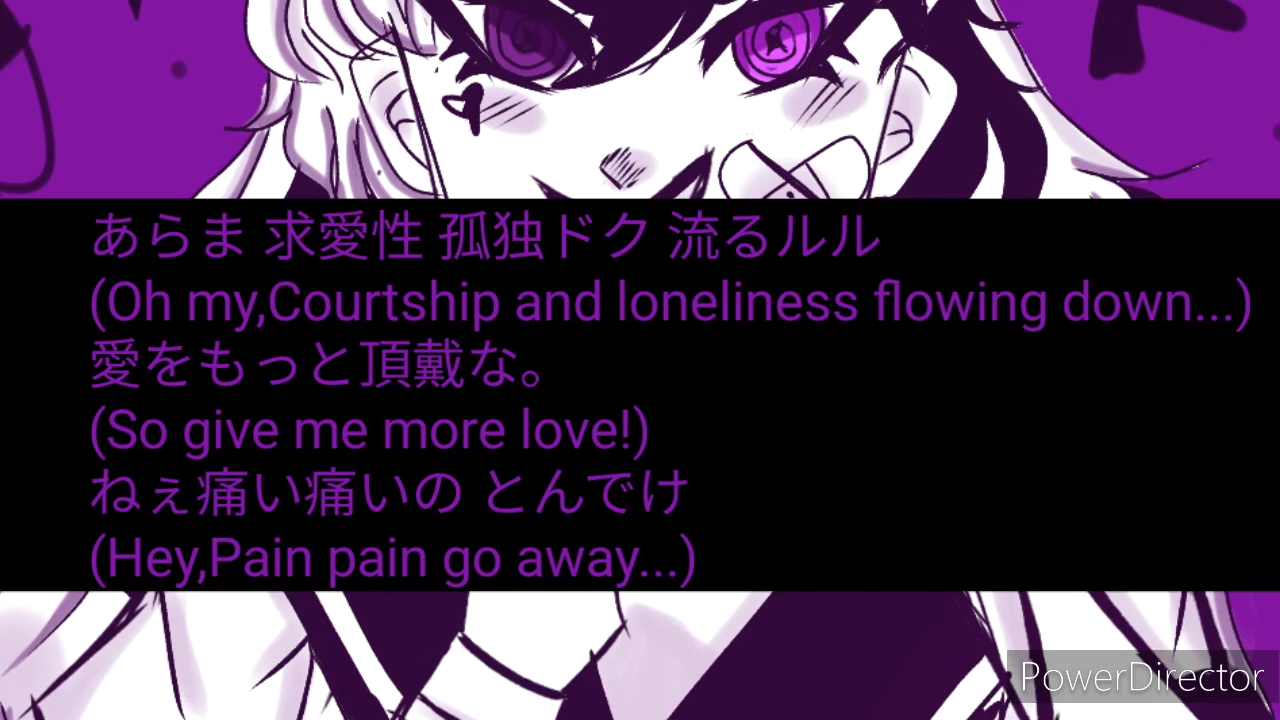 あらま 求愛性 孤独ドク 流るルル
(Oh my,Courtship and loneliness flowing down...)
愛をもっと頂戴な。
(So give me more love!)
ねぇ痛い痛いの とんでけ
(Hey,Pain pain go away...)
PowerDirector